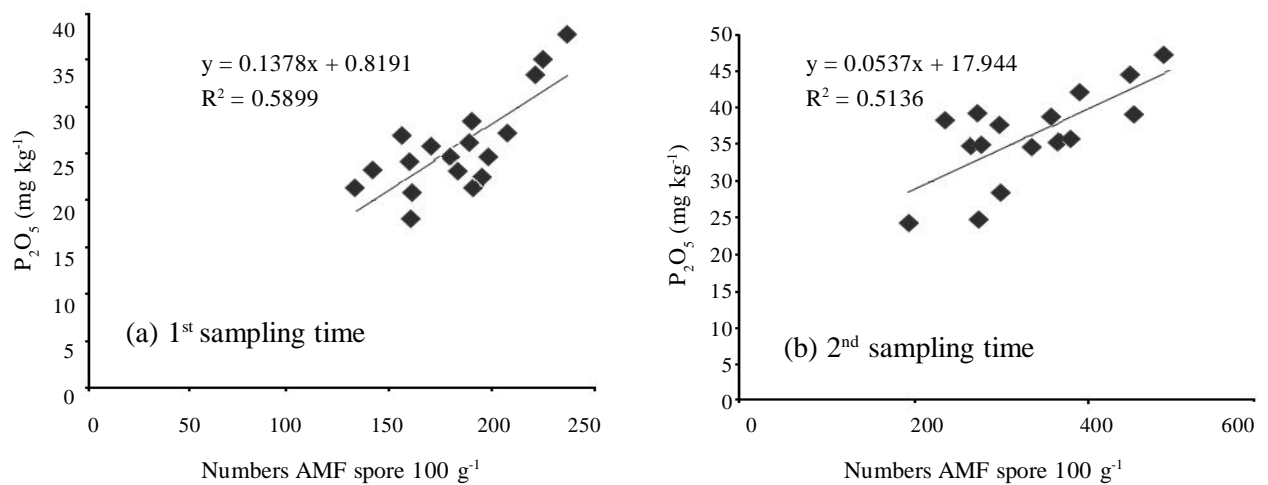 40
35
30
25
20
15
10
5
0
P₂O₅ (mg kg⁻¹)
y = 0.1378x + 0.8191
R² = 0.5899
(a) 1ˢᵗ sampling time
0 50 100 150 200 250
Numbers AMF spore 100 g⁻¹
50
45
40
35
30
25
20
15
10
5
0
P₂O₅ (mg kg⁻¹)
y = 0.0537x + 17.944
R² = 0.5136
(b) 2ⁿᵈ sampling time
0 200 400 600
Numbers AMF spore 100 g⁻¹